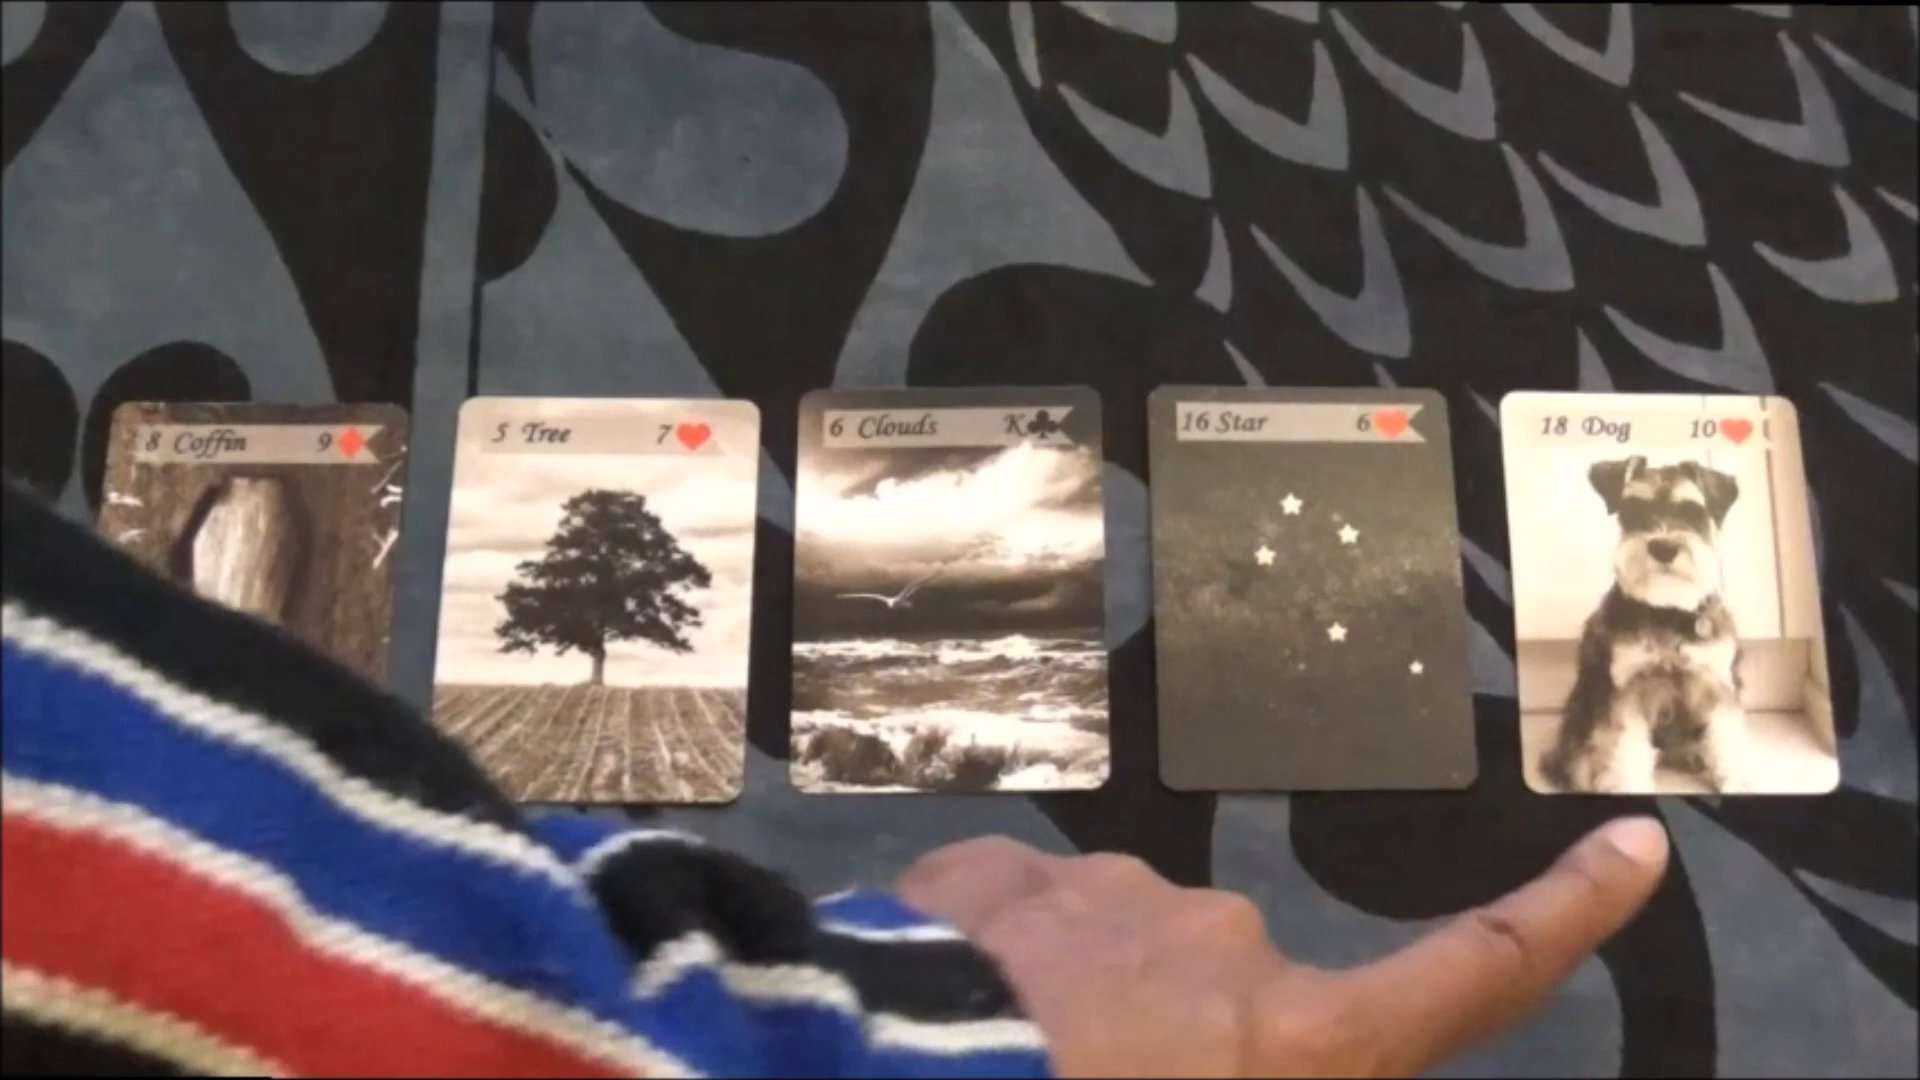 8 Coffin 9♦
5 Tree 7♥
6 Clouds K♣
16 Star 6♥
18 Dog 10♥